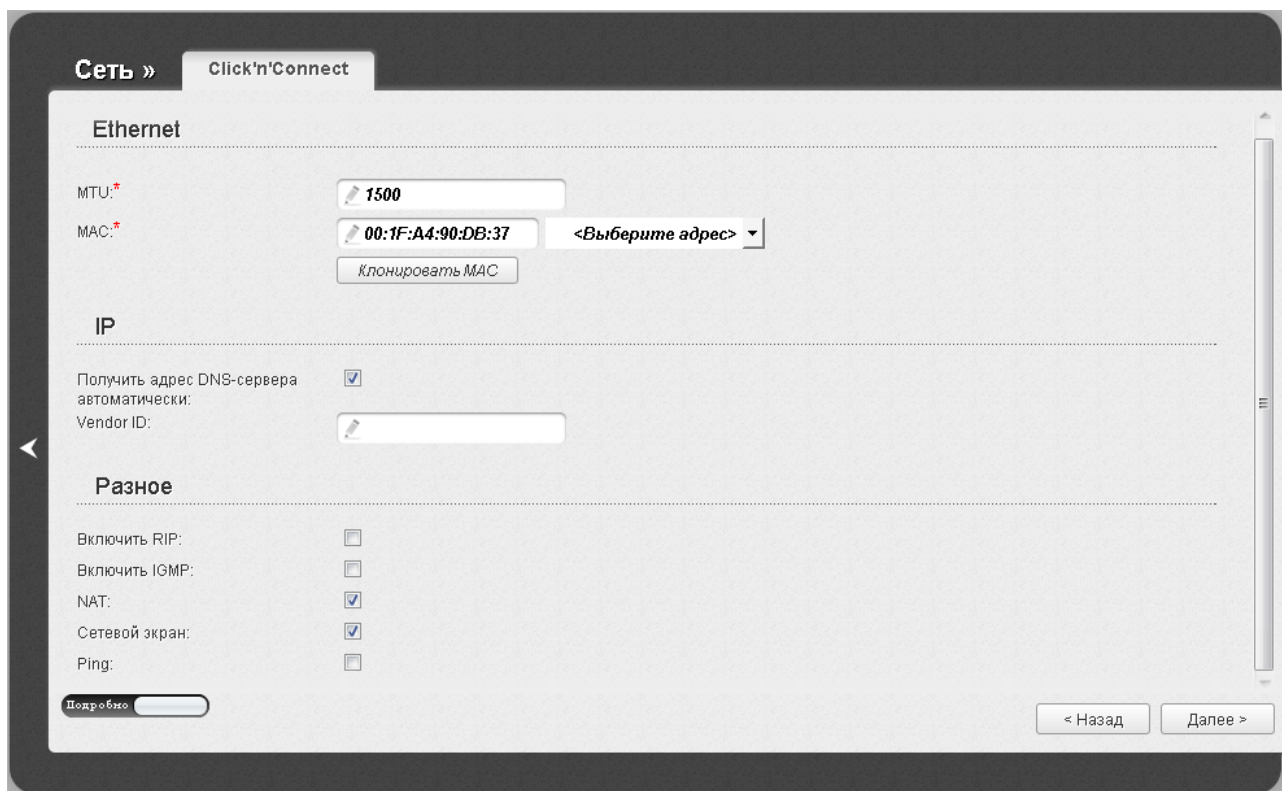 Сеть » Click'n'Connect
Ethernet
MTU:* 1500
MAC:* 00:1F:A4:90:DB:37 <Выберите адрес>
Клонировать MAC
IP
Получить адрес DNS-сервера
автоматически:
Vendor ID:
Разное
Включить RIP:
Включить IGMP:
NAT:
Сетевой экран:
Ping:
Подробно
< Назад Далее >